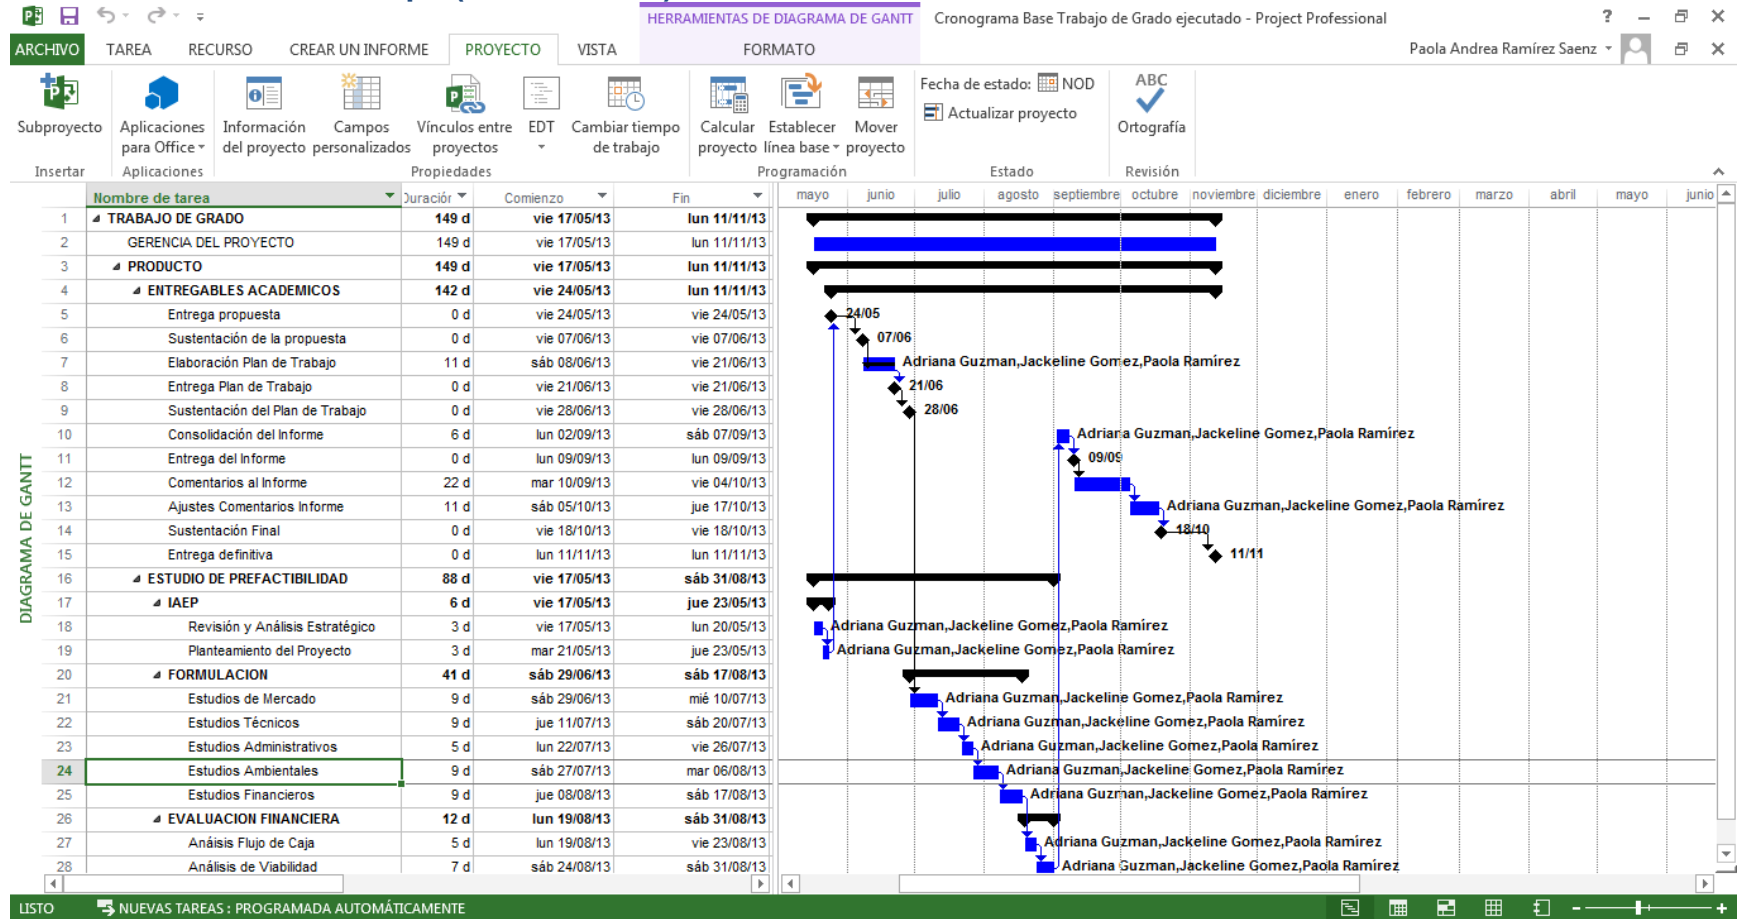 HERRAMIENTAS DE DIAGRAMA DE GANTT Cronograma Base Trabajo de Grado ejecutado - Project Professional
ARCHIVO TAREA RECURSO CREAR UN INFORME PROYECTO VISTA FORMATO Paola Andrea Ramírez Saenz
Subproyecto Aplicaciones para Office Información del proyecto Campos personalizados Vínculos entre proyectos EDT Cambiar tiempo de trabajo Calcular proyecto Establecer línea base Mover proyecto Fecha de estado: NOD Actualizar proyecto ABC Ortografía
Insertar Aplicaciones Propiedades Programación Estado Revisión
Nombre de tarea Duración Comienzo Fin mayo junio julio agosto septiembre octubre noviembre diciembre enero febrero marzo abril mayo junio
1 TRABAJO DE GRADO 149 d vie 17/05/13 lun 11/11/13
2 GERENCIA DEL PROYECTO 149 d vie 17/05/13 lun 11/11/13
3 PRODUCTO 149 d vie 17/05/13 lun 11/11/13
4 ENTREGABLES ACADEMICOS 142 d vie 24/05/13 lun 11/11/13
5 Entrega propuesta 0 d vie 24/05/13 vie 24/05/13 24/05
6 Sustentación de la propuesta 0 d vie 07/06/13 vie 07/06/13 07/06
7 Elaboración Plan de Trabajo 11 d sáb 08/06/13 vie 21/06/13 Adriana Guzman,Jackeline Gomez,Paola Ramírez
8 Entrega Plan de Trabajo 0 d vie 21/06/13 vie 21/06/13 21/06
9 Sustentación del Plan de Trabajo 0 d vie 28/06/13 vie 28/06/13 28/06
10 Consolidación del Informe 6 d lun 02/09/13 sáb 07/09/13 Adriana Guzman,Jackeline Gomez,Paola Ramírez
11 Entrega del Informe 0 d lun 09/09/13 lun 09/09/13 09/09
12 Comentarios al Informe 22 d mar 10/09/13 vie 04/10/13
13 Ajustes Comentarios Informe 11 d sáb 05/10/13 jue 17/10/13 Adriana Guzman,Jackeline Gomez,Paola Ramírez
14 Sustentación Final 0 d vie 18/10/13 vie 18/10/13 18/10
15 Entrega definitiva 0 d lun 11/11/13 lun 11/11/13 11/11
16 ESTUDIO DE PREFACTIBILIDAD 88 d vie 17/05/13 sáb 31/08/13
17 IAEP 6 d vie 17/05/13 jue 23/05/13
18 Revisión y Análisis Estratégico 3 d vie 17/05/13 lun 20/05/13 Adriana Guzman,Jackeline Gomez,Paola Ramírez
19 Planteamiento del Proyecto 3 d mar 21/05/13 jue 23/05/13 Adriana Guzman,Jackeline Gomez,Paola Ramírez
20 FORMULACION 41 d sáb 29/06/13 sáb 17/08/13
21 Estudios de Mercado 9 d sáb 29/06/13 mié 10/07/13 Adriana Guzman,Jackeline Gomez,Paola Ramírez
22 Estudios Técnicos 9 d jue 11/07/13 sáb 20/07/13 Adriana Guzman,Jackeline Gomez,Paola Ramírez
23 Estudios Administrativos 5 d lun 22/07/13 vie 26/07/13 Adriana Guzman,Jackeline Gomez,Paola Ramírez
24 Estudios Ambientales 9 d sáb 27/07/13 mar 06/08/13 Adriana Guzman,Jackeline Gomez,Paola Ramírez
25 Estudios Financieros 9 d jue 08/08/13 sáb 17/08/13 Adriana Guzman,Jackeline Gomez,Paola Ramírez
26 EVALUACION FINANCIERA 12 d lun 19/08/13 sáb 31/08/13
27 Anáisis Flujo de Caja 5 d lun 19/08/13 vie 23/08/13 Adriana Guzman,Jackeline Gomez,Paola Ramírez
28 Análisis de Viabilidad 7 d sáb 24/08/13 sáb 31/08/13 Adriana Guzman,Jackeline Gomez,Paola Ramírez
DIAGRAMA DE GANTT
LISTO NUEVAS TAREAS : PROGRAMADA AUTOMÁTICAMENTE